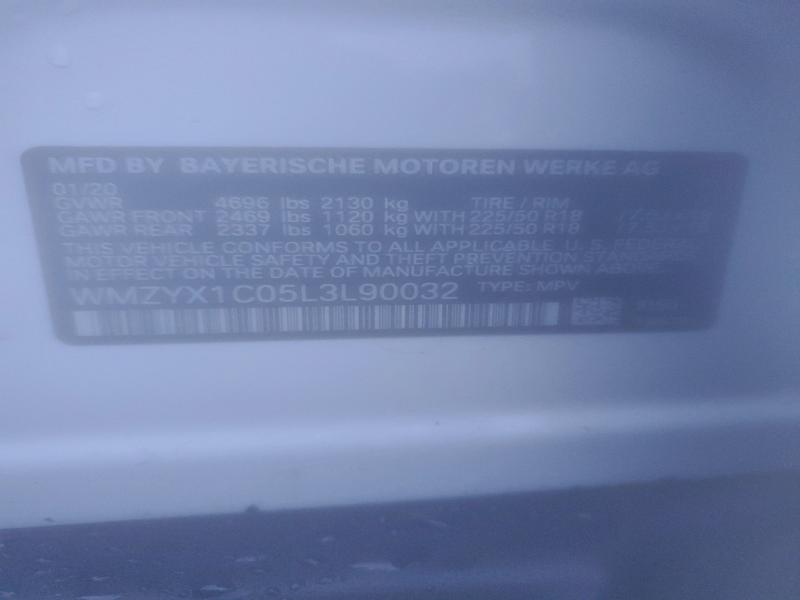 MFD BY BAYERISCHE MOTOREN WERKE AG
01/20
GVWR 4696 lbs 2130 kg TIRE / RIM
GAWR FRONT 2469 lbs 1120 kg WITH 225/50 R18
GAWR REAR 2337 lbs 1060 kg WITH 225/50 R18
THIS VEHICLE CONFORMS TO ALL APPLICABLE U.S. FEDERAL
MOTOR VEHICLE SAFETY AND THEFT PREVENTION STANDARDS
IN EFFECT ON THE DATE OF MANUFACTURE SHOWN ABOVE.
WMZYX1C05L3L90032 TYPE: MPV